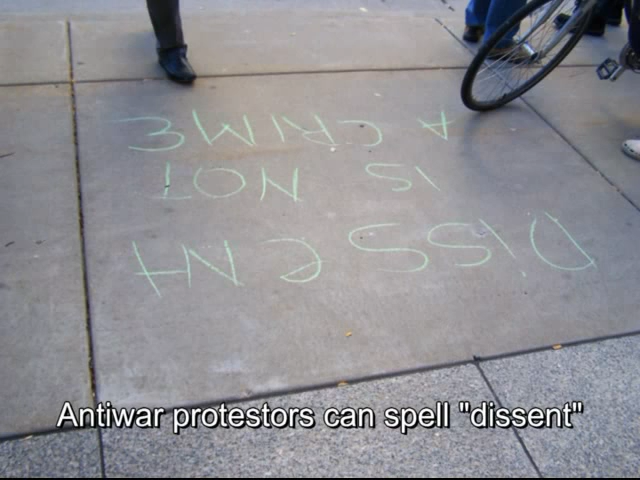 DiSSENT
IS NOT
A CRIME
Antiwar protestors can spell "dissent"